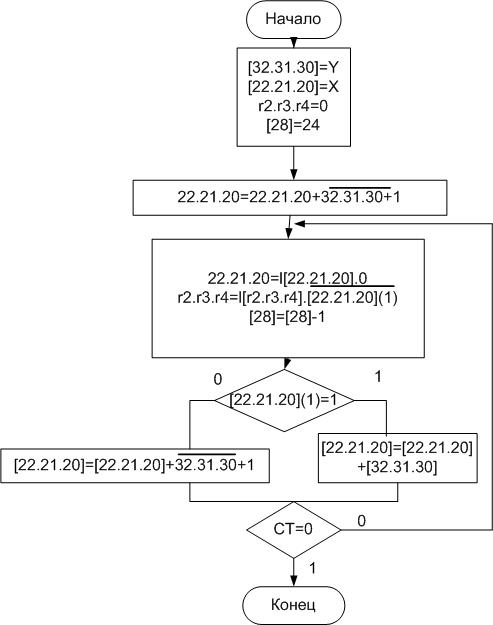 Начало
[32.31.30]=Y
[22.21.20]=X
r2.r3.r4=0
[28]=24
22.21.20=22.21.20+32.31.30+1
22.21.20=l[22.21.20].0
r2.r3.r4=l[r2.r3.r4].[22.21.20](1)
[28]=[28]-1
0
1
[22.21.20](1)=1
[22.21.20]=[22.21.20]+32.31.30+1
[22.21.20]=[22.21.20]
+[32.31.30]
CT=0
0
1
Конец